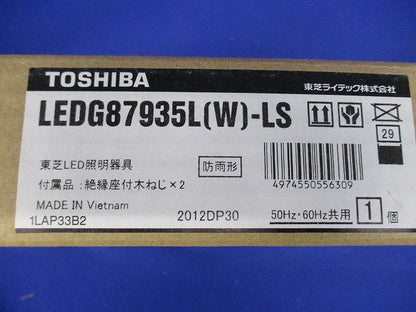 TOSHIBA
東芝ライテック株式会社
LEDG87935L(W)-LS
29
東芝LED照明器具
防雨形
付属品：絶縁座付木ねじ×2
4974550556309
MADE IN Vietnam
2012DP30
50Hz・60Hz共用
1個
1LAP33B2